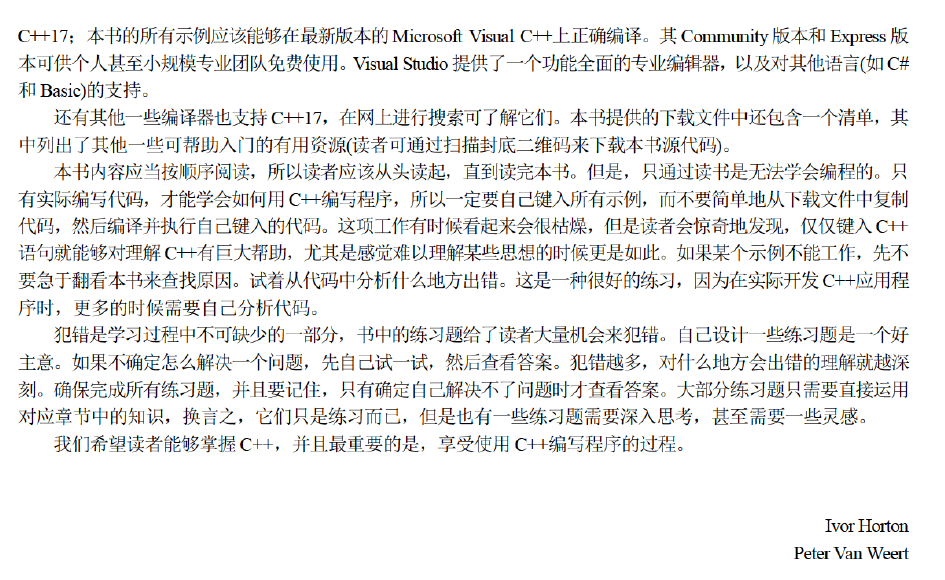 C++17；本书的所有示例应该能够在最新版本的 Microsoft Visual C++上正确编译。其 Community 版本和 Express 版
本可供个人甚至小规模专业团队免费使用。Visual Studio 提供了一个功能全面的专业编辑器，以及对其他语言(如 C#
和 Basic)的支持。
还有其他一些编译器也支持 C++17，在网上进行搜索可了解它们。本书提供的下载文件中还包含一个清单，其
中列出了其他一些可帮助入门的有用资源(读者可通过扫描封底二维码来下载本书源代码)。
本书内容应当按顺序阅读，所以读者应该从头读起，直到读完本书。但是，只通过读书是无法学会编程的。只
有实际编写代码，才能学会如何用 C++编写程序，所以一定要自己键入所有示例，而不要简单地从下载文件中复制
代码，然后编译并执行自己键入的代码。这项工作有时候看起来会很枯燥，但是读者会惊奇地发现，仅仅键入 C++
语句就能够对理解 C++有巨大帮助，尤其是感觉难以理解某些思想的时候更是如此。如果某个示例不能工作，先不
要急于翻看本书来查找原因。试着从代码中分析什么地方出错。这是一种很好的练习，因为在实际开发 C++应用程
序时，更多的时候需要自己分析代码。
犯错是学习过程中不可缺少的一部分，书中的练习题给了读者大量机会来犯错。自己设计一些练习题是一个好
主意。如果不确定怎么解决一个问题，先自己试一试，然后查看答案。犯错越多，对什么地方会出错的理解就越深
刻。确保完成所有练习题，并且要记住，只有确定自己解决不了问题时才查看答案。大部分练习题只需要直接运用
对应章节中的知识，换言之，它们只是练习而已，但是也有一些练习题需要深入思考，甚至需要一些灵感。
我们希望读者能够掌握 C++，并且最重要的是，享受使用 C++编写程序的过程。
Ivor Horton
Peter Van Weert